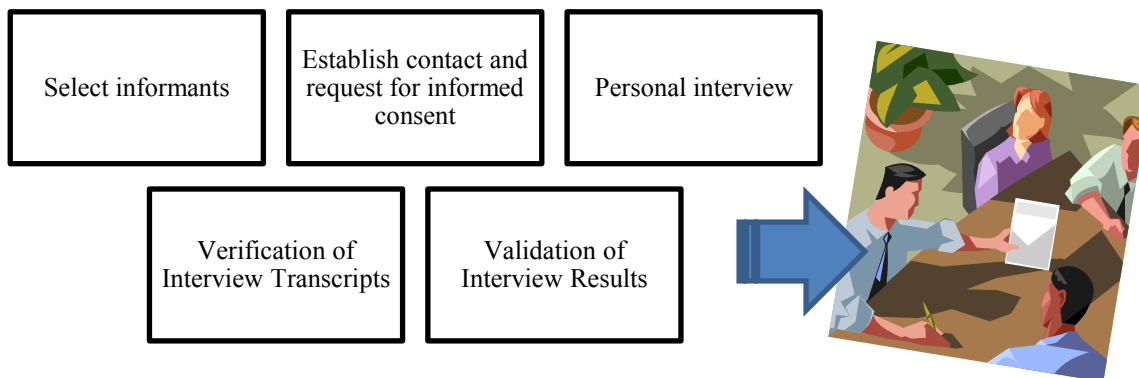 Select informants
Establish contact and
request for informed
consent
Personal interview
Verification of
Interview Transcripts
Validation of
Interview Results